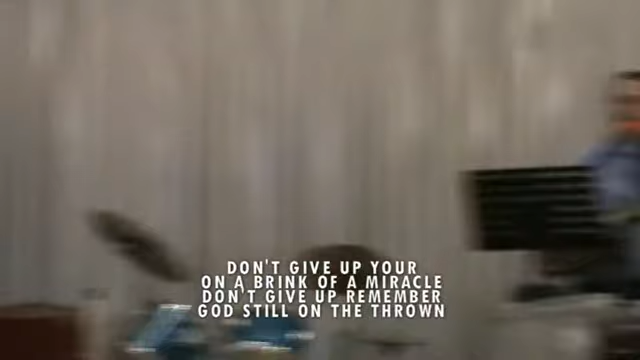 DON'T GIVE UP YOUR
ON A BRINK OF A MIRACLE
DON'T GIVE UP REMEMBER
GOD STILL ON THE THROWN